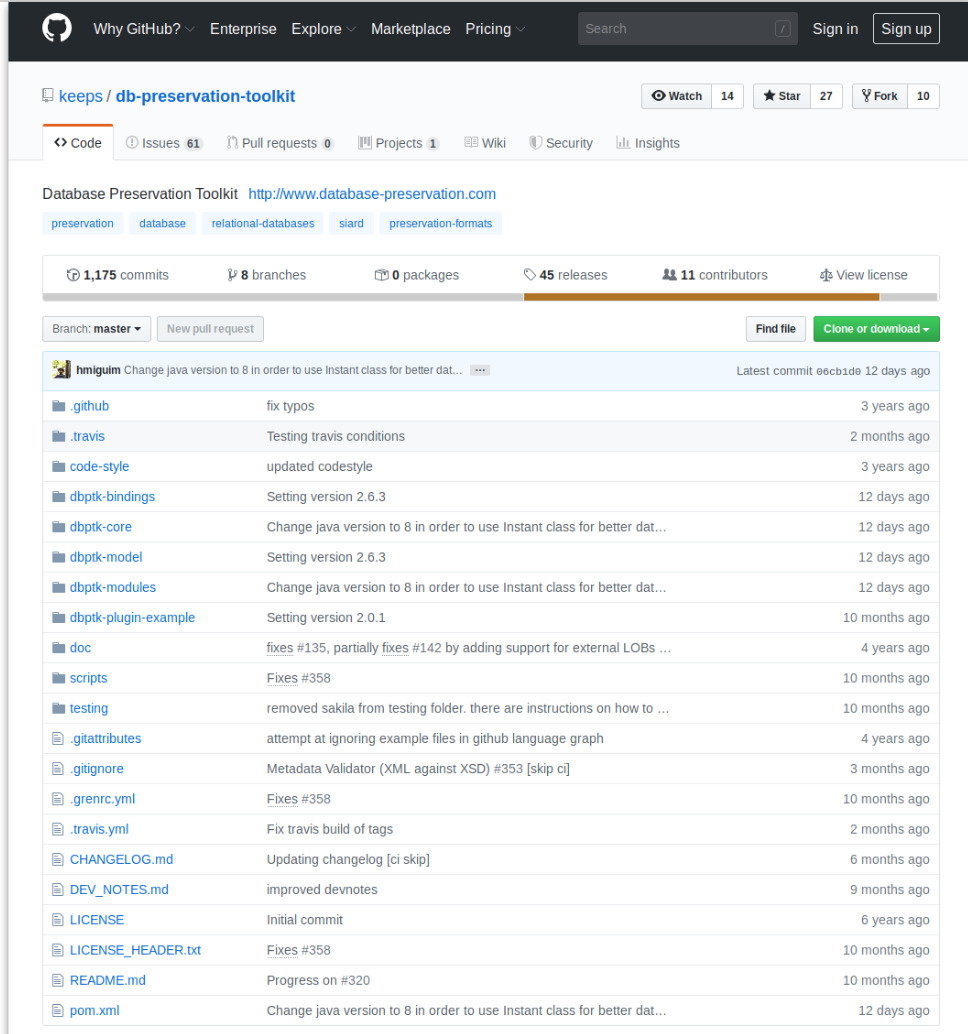 Why GitHub? Enterprise Explore Marketplace Pricing Search / Sign in Sign up
keeps / db-preservation-toolkit Watch 14 Star 27 Fork 10
Code Issues 61 Pull requests 0 Projects 1 Wiki Security Insights
Database Preservation Toolkit http://www.database-preservation.com
preservation database relational-databases siard preservation-formats
1,175 commits 8 branches 0 packages 45 releases 11 contributors View license
Branch: master New pull request Find file Clone or download
hmiguim Change java version to 8 in order to use Instant class for better dat… … Latest commit 06cb1d0 12 days ago
.github fix typos 3 years ago
.travis Testing travis conditions 2 months ago
code-style updated codestyle 3 years ago
dbptk-bindings Setting version 2.6.3 12 days ago
dbptk-core Change java version to 8 in order to use Instant class for better dat… 12 days ago
dbptk-model Setting version 2.6.3 12 days ago
dbptk-modules Change java version to 8 in order to use Instant class for better dat… 12 days ago
dbptk-plugin-example Setting version 2.0.1 10 months ago
doc fixes #135, partially fixes #142 by adding support for external LOBs … 4 years ago
scripts Fixes #358 10 months ago
testing removed sakila from testing folder. there are instructions on how to … 10 months ago
.gitattributes attempt at ignoring example files in github language graph 4 years ago
.gitignore Metadata Validator (XML against XSD) #353 [skip ci] 3 months ago
.grenrc.yml Fixes #358 10 months ago
.travis.yml Fix travis build of tags 2 months ago
CHANGELOG.md Updating changelog [ci skip] 6 months ago
DEV_NOTES.md improved devnotes 9 months ago
LICENSE Initial commit 6 years ago
LICENSE_HEADER.txt Fixes #358 10 months ago
README.md Progress on #320 10 months ago
pom.xml Change java version to 8 in order to use Instant class for better dat… 12 days ago